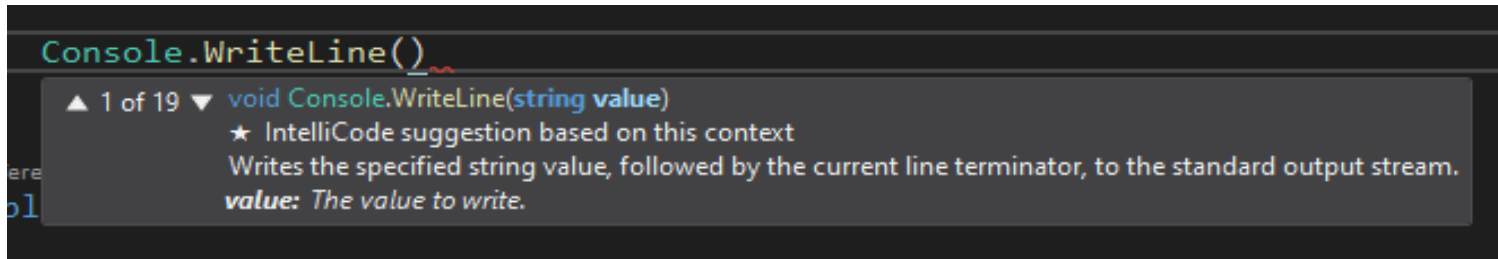 Console.WriteLine()
▲ 1 of 19 ▼ void Console.WriteLine(string value)
★ IntelliCode suggestion based on this context
Writes the specified string value, followed by the current line terminator, to the standard output stream.
value: The value to write.